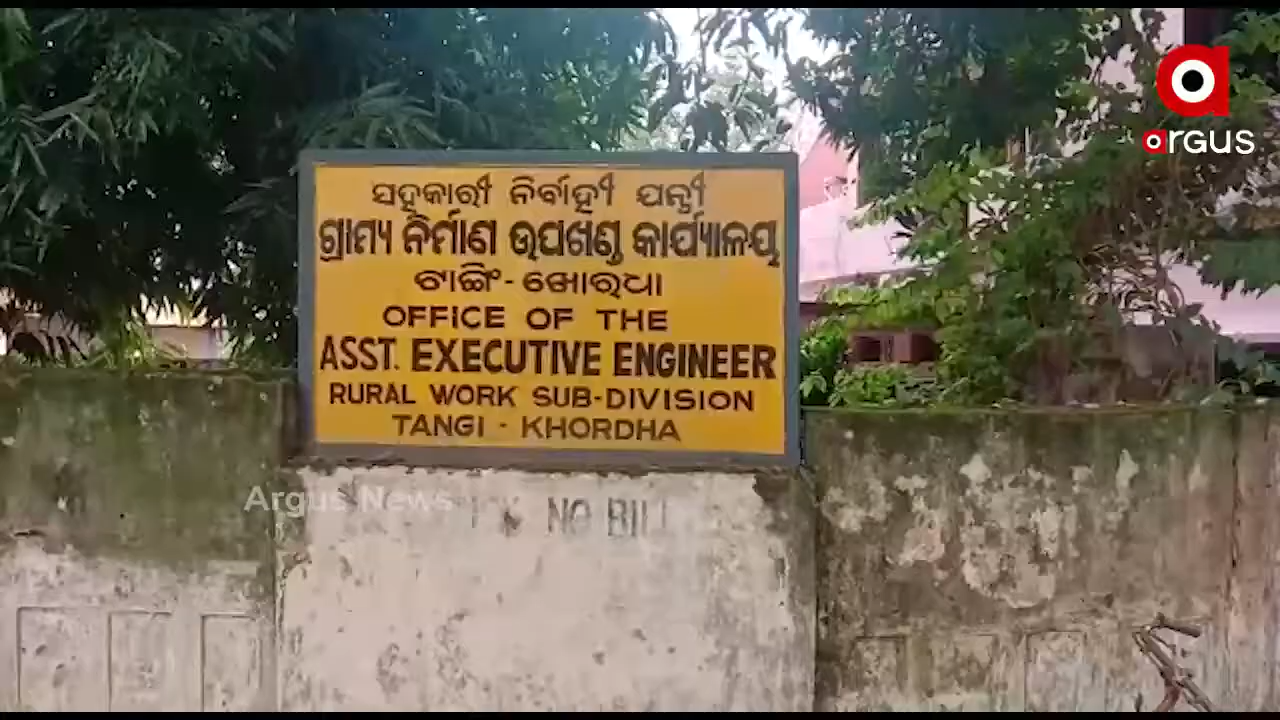 argus
ସହକାରୀ ନିର୍ବାହୀ ଯନ୍ତ୍ରୀ
ଗ୍ରାମ୍ୟ ନିର୍ମାଣ ଉପଖଣ୍ଡ କାର୍ଯ୍ୟାଳୟ
ଟାଙ୍ଗି - ଖୋରଧା
OFFICE OF THE
ASST. EXECUTIVE ENGINEER
RURAL WORK SUB-DIVISION
TANGI - KHORDHA
Argus News
NO BILL